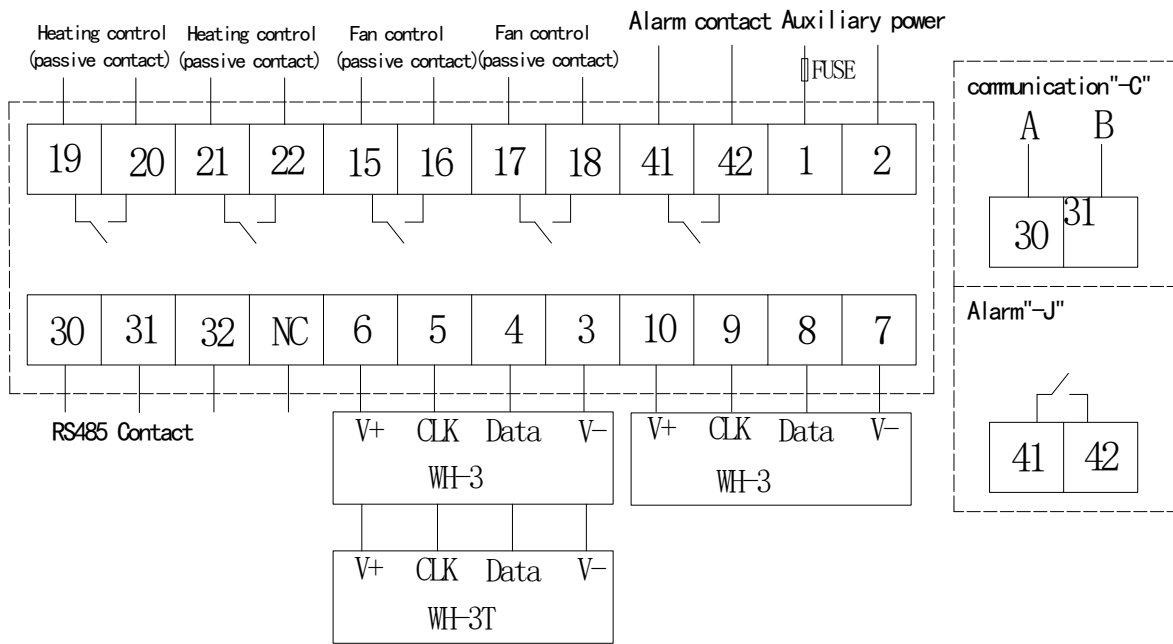 Heating control Heating control Fan control Fan control Alarm contact Auxiliary power
(passive contact) (passive contact) (passive contact) (passive contact)
FUSE
19 20 21 22 15 16 17 18 41 42 1 2
30 31 32 NC 6 5 4 3 10 9 8 7
RS485 Contact
V+ CLK Data V-
WH-3
V+ CLK Data V-
WH-3
V+ CLK Data V-
WH-3T
communication"-C"
A B
30 31
Alarm"-J"
41 42